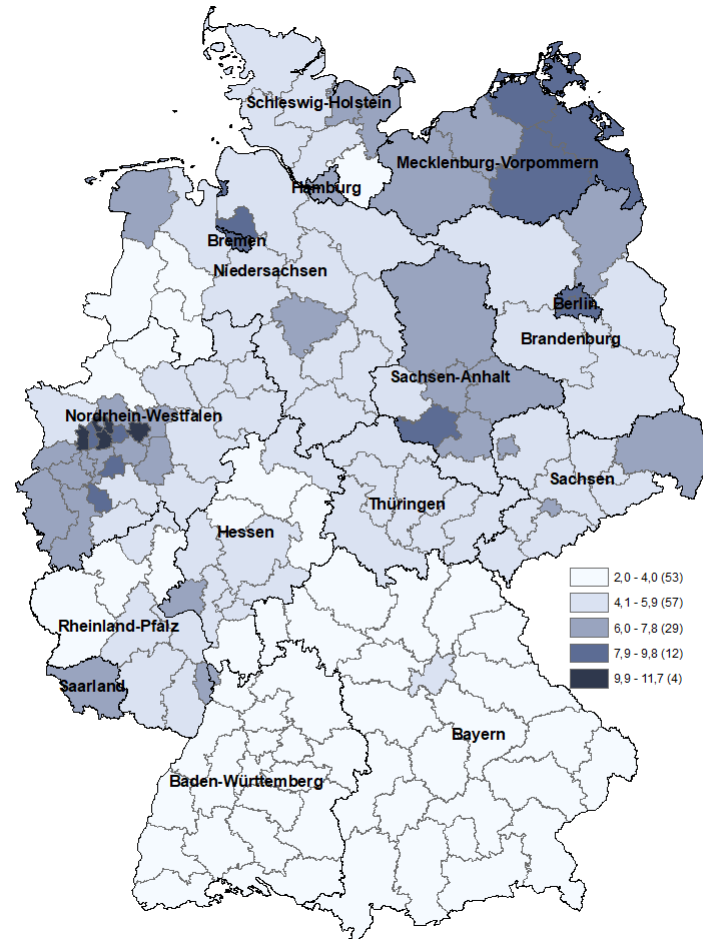 Schleswig-Holstein
Mecklenburg-Vorpommern
Hamburg
Bremen
Niedersachsen
Berlin
Brandenburg
Sachsen-Anhalt
Nordrhein-Westfalen
Sachsen
Thüringen
Hessen
Rheinland-Pfalz
Saarland
Bayern
Baden-Württemberg
2,0 - 4,0 (53)
4,1 - 5,9 (57)
6,0 - 7,8 (29)
7,9 - 9,8 (12)
9,9 - 11,7 (4)